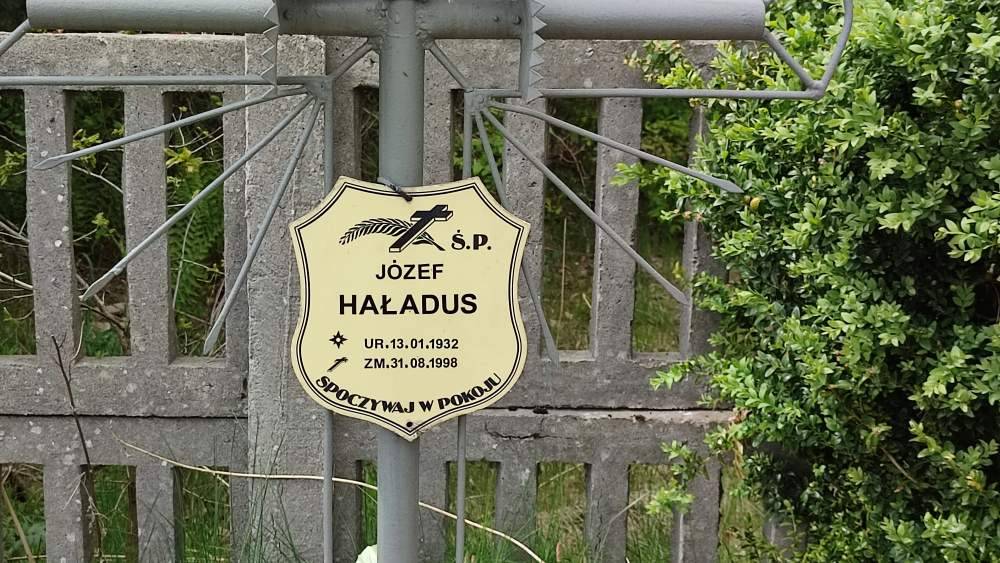 Ś.P.
JÓZEF
HAŁADUS
UR.13.01.1932
ZM.31.08.1998
SPOCZYWAJ W POKOJU